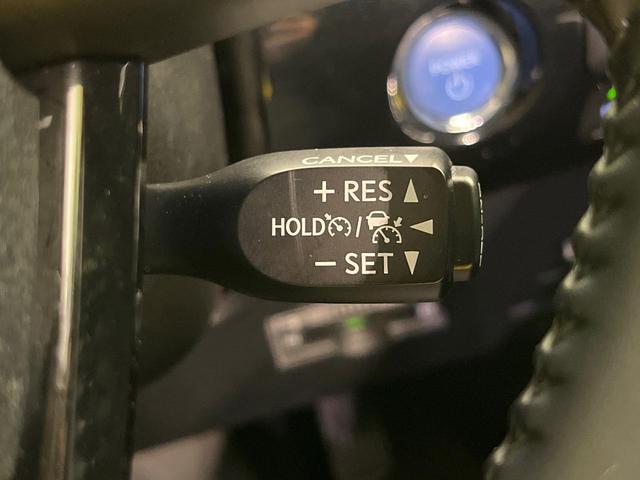 CANCEL▼
+ RES ▲
HOLD / ◀
− SET ▼
POWER